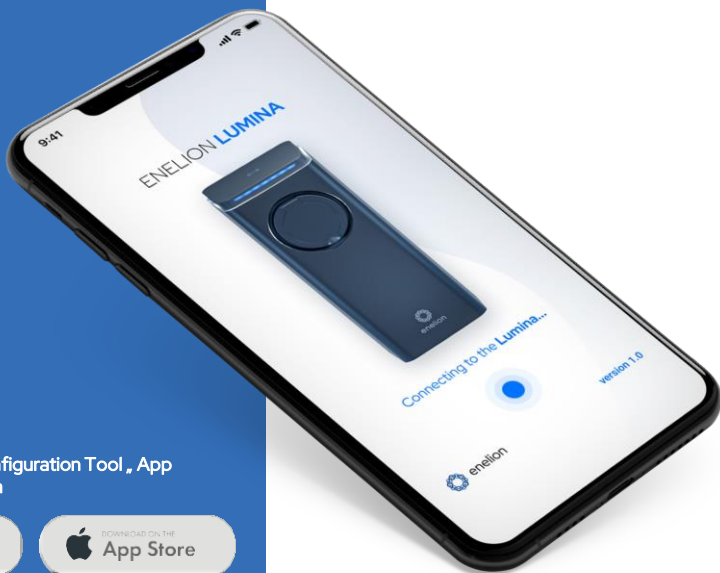 9:41
ENELION LUMINA
enelion
Connecting to the Lumina...
version 1.0
enelion
figuration Tool „ App
DOWNLOAD ON THE
App Store